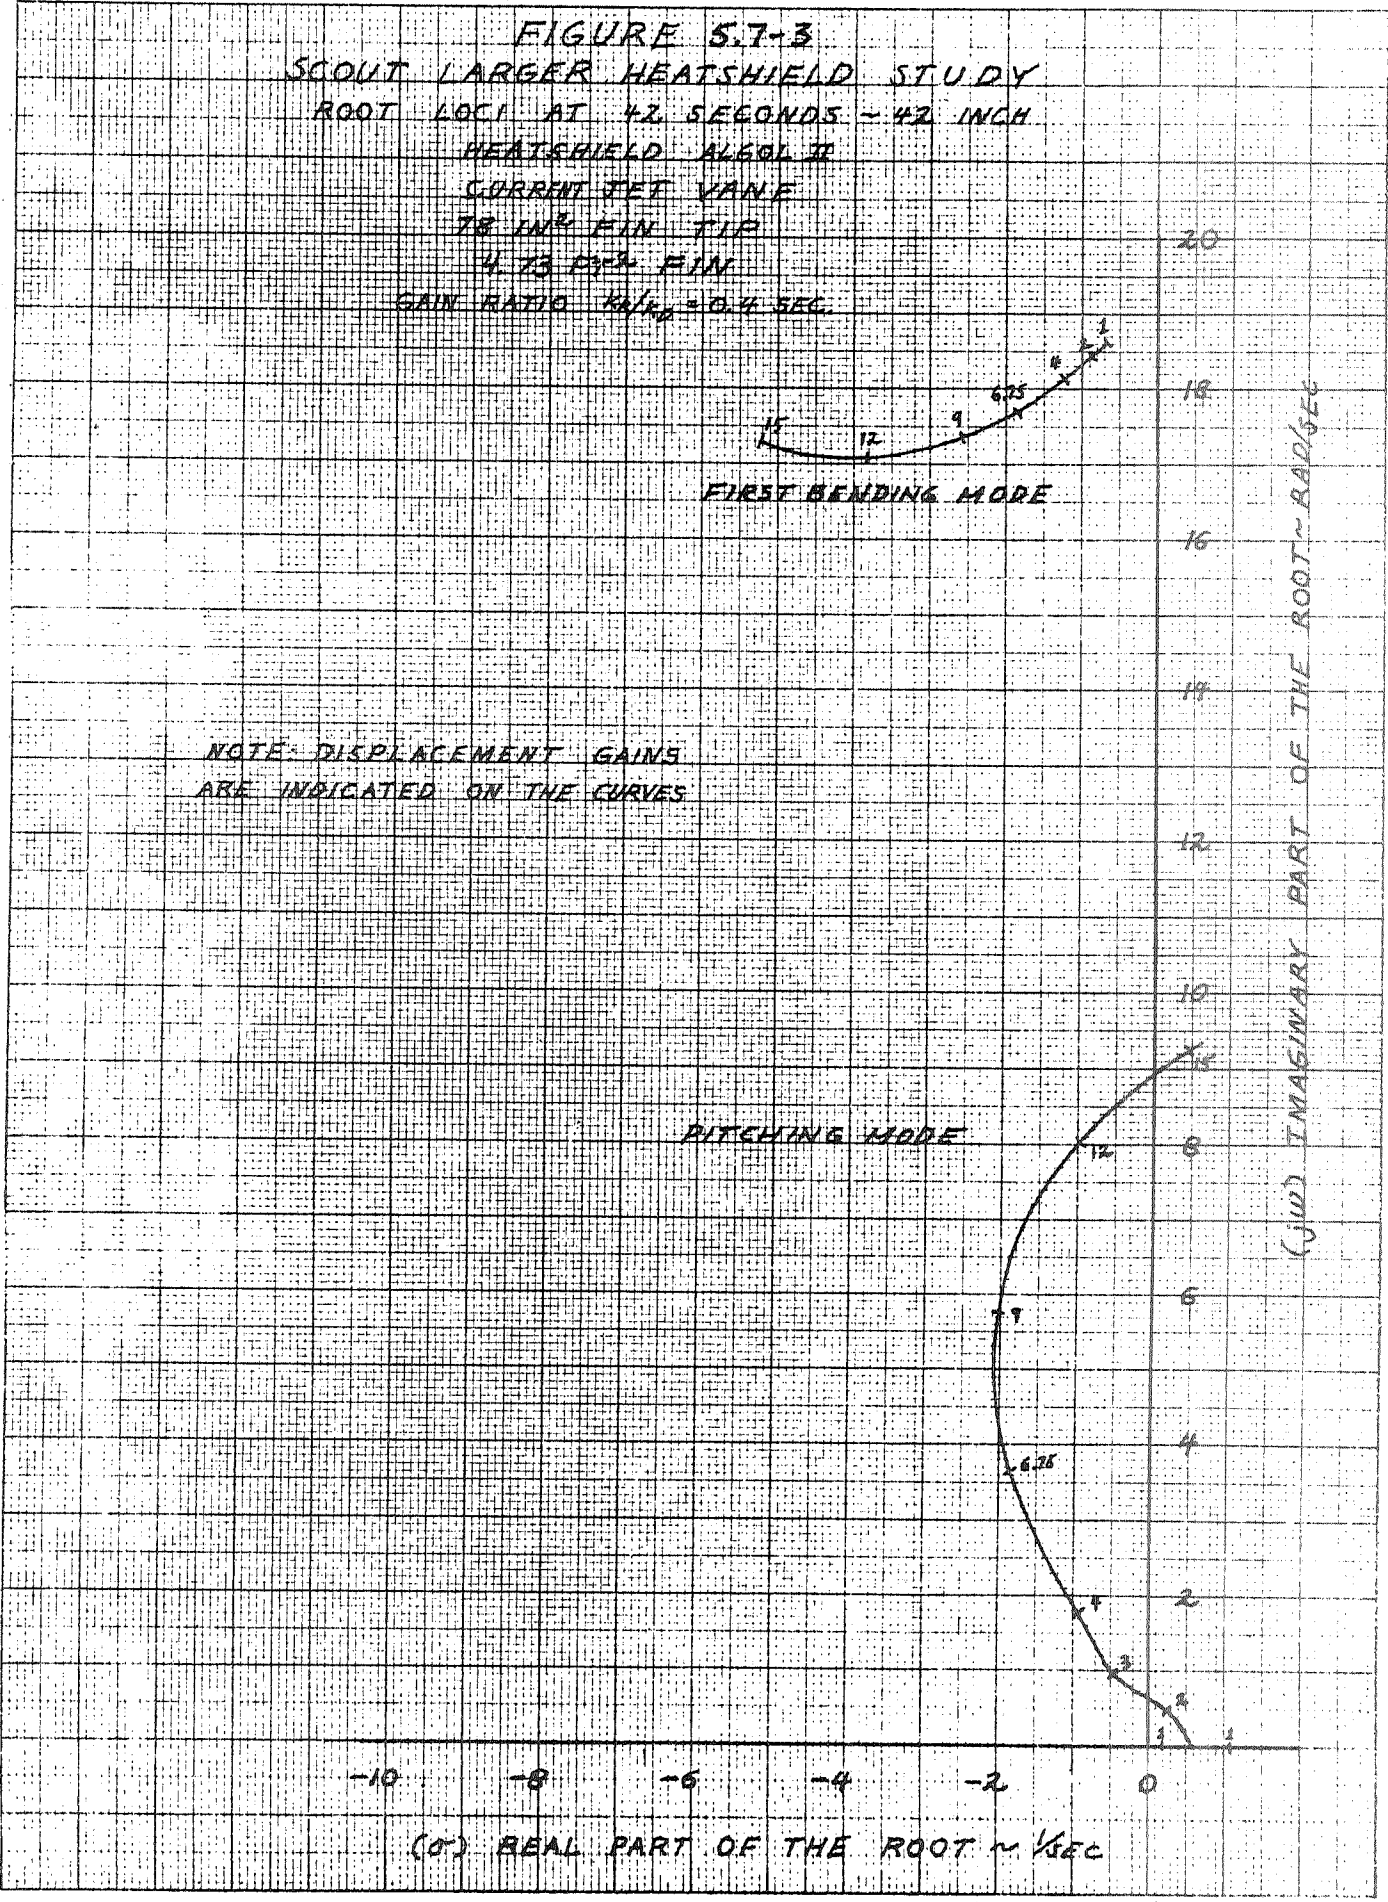 FIGURE 5.7-3
SCOUT LARGER HEATSHIELD STUDY
ROOT LOCI AT 42 SECONDS ~ 42 INCH
HEATSHIELD ALGOL II
CURRENT JET VANE
78 IN² FIN TIP
4.73 FT² FIN
GAIN RATIO KR/KD = 0.4 SEC.
20
1
2
4
18
6.25
9
15
12
FIRST BENDING MODE
16
14
NOTE: DISPLACEMENT GAINS
ARE INDICATED ON THE CURVES
12
10
15
PITCHING MODE
12
8
6
9
4
6.25
2
4
3
2
1
1
-10 -8 -6 -4 -2 0
(σ) REAL PART OF THE ROOT ~ 1/SEC
(jω) IMAGINARY PART OF THE ROOT ~ RAD/SEC